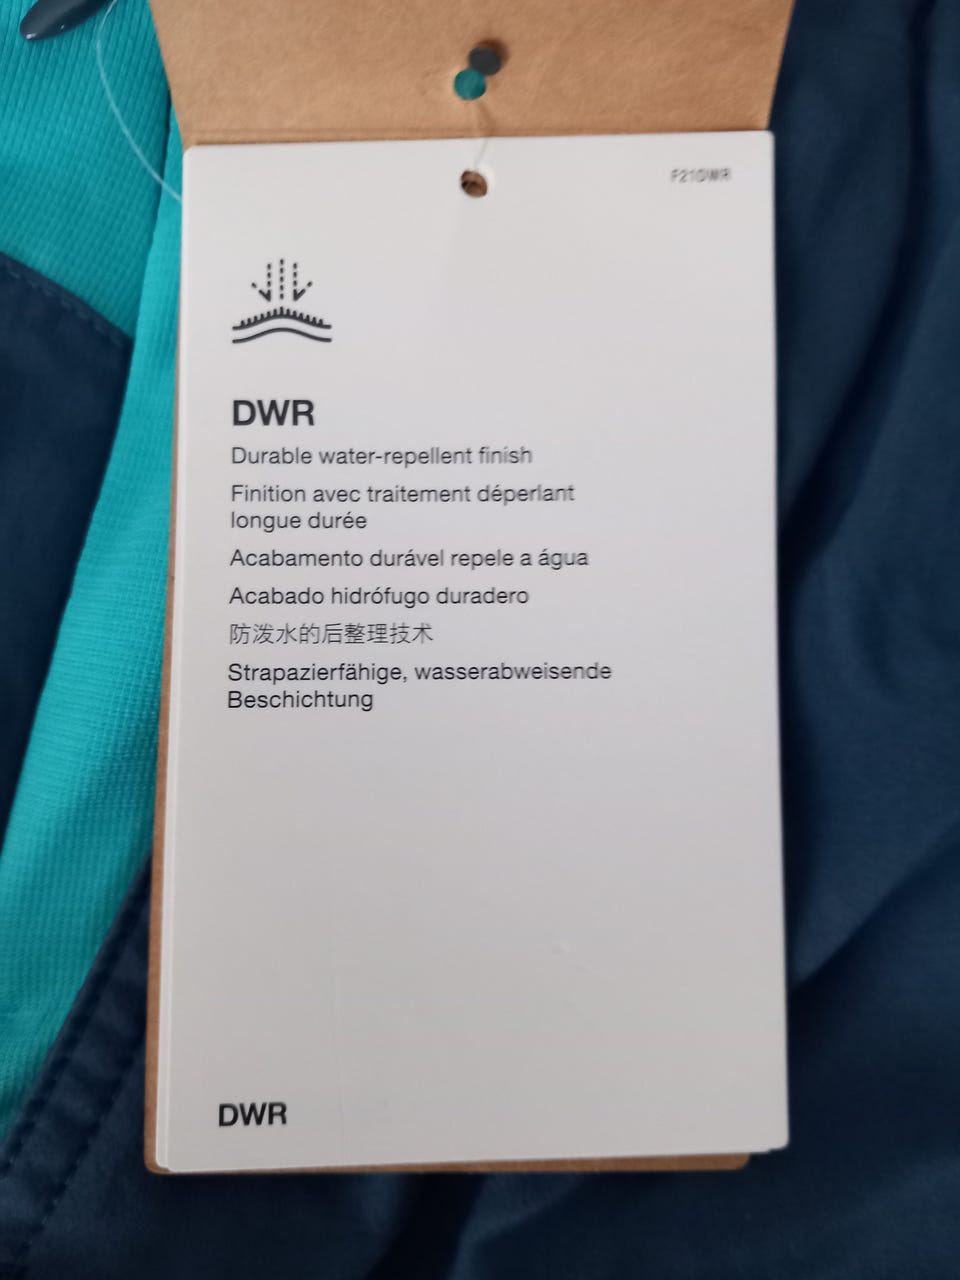 F21DWR
DWR
Durable water-repellent finish
Finition avec traitement déperlant
longue durée
Acabamento durável repele a água
Acabado hidrófugo duradero
防泼水的后整理技术
Strapazierfähige, wasserabweisende
Beschichtung
DWR